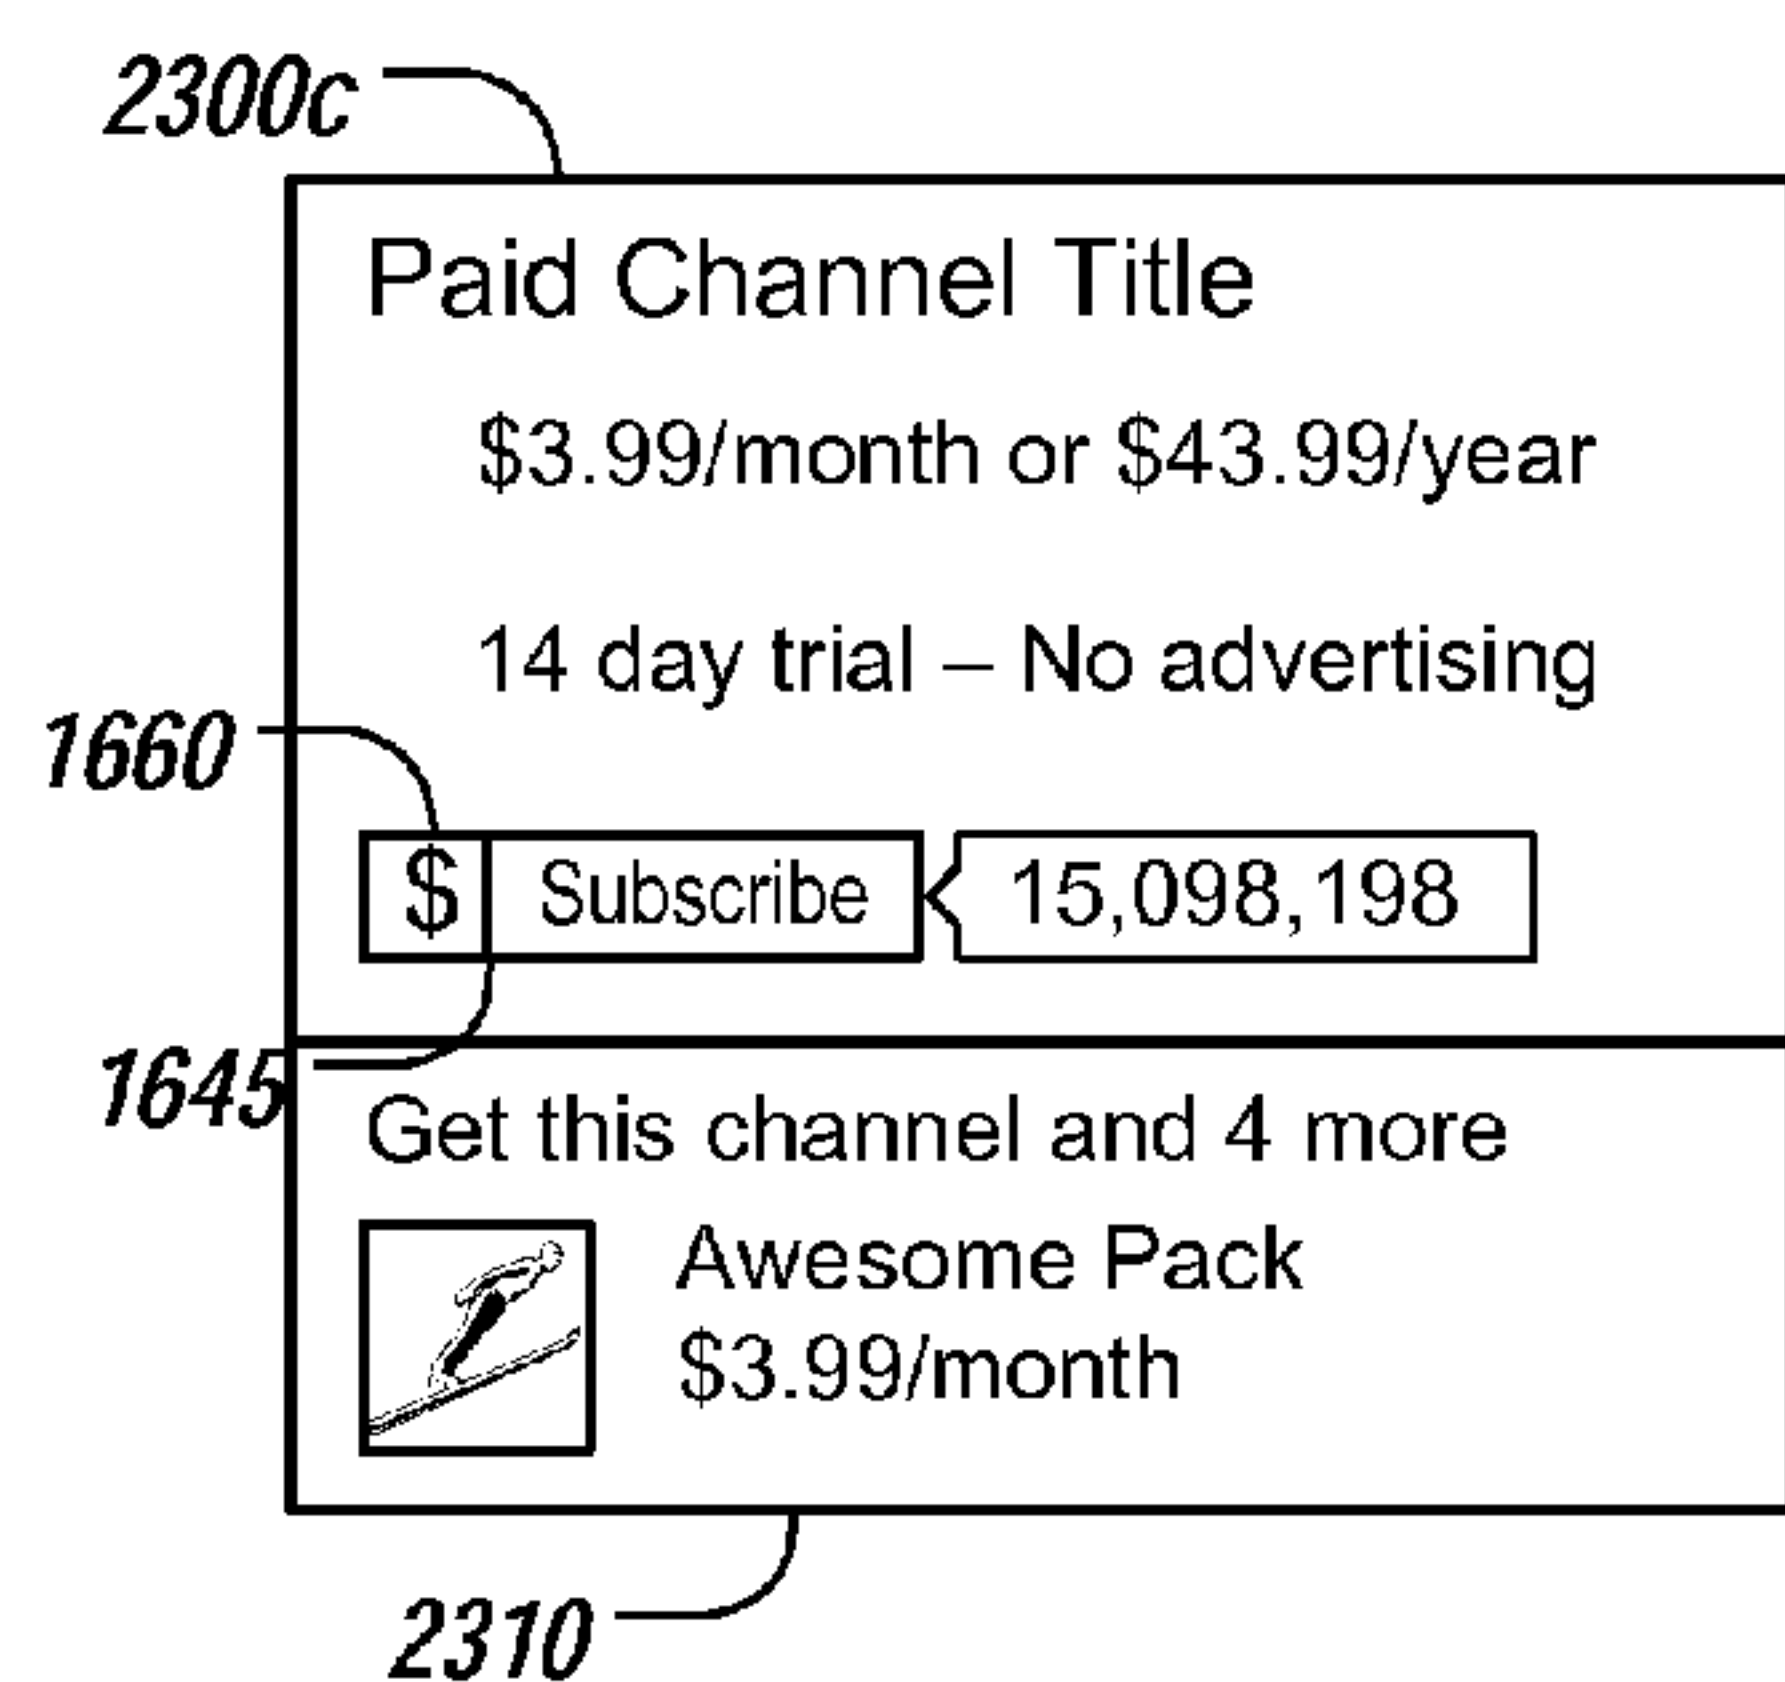 2300c
Paid Channel Title
$3.99/month or $43.99/year
14 day trial – No advertising
1660
$ Subscribe 15,098,198
1645
Get this channel and 4 more
Awesome Pack
$3.99/month
2310